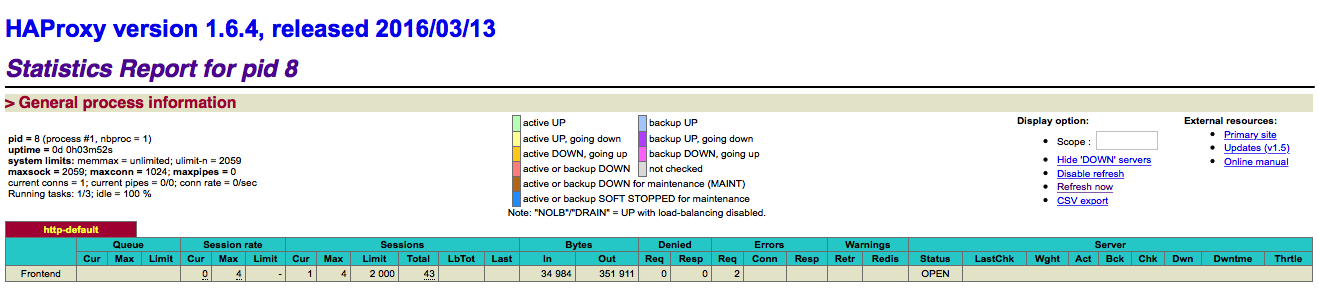 HAProxy version 1.6.4, released 2016/03/13
Statistics Report for pid 8
> General process information
pid = 8 (process #1, nbproc = 1)
uptime = 0d 0h03m52s
system limits: memmax = unlimited; ulimit-n = 2059
maxsock = 2059; maxconn = 1024; maxpipes = 0
current conns = 1; current pipes = 0/0; conn rate = 0/sec
Running tasks: 1/3; idle = 100 %
active UP backup UP
active UP, going down backup UP, going down
active DOWN, going up backup DOWN, going up
active or backup DOWN not checked
active or backup DOWN for maintenance (MAINT)
active or backup SOFT STOPPED for maintenance
Note: "NOLB"/"DRAIN" = UP with load-balancing disabled.
Display option:
Scope :
Hide 'DOWN' servers
Disable refresh
Refresh now
CSV export
External resources:
Primary site
Updates (v1.5)
Online manual
http-default
Queue Session rate Sessions Bytes Denied Errors Warnings Server
Cur Max Limit Cur Max Limit Cur Max Limit Total LbTot Last In Out Req Resp Req Conn Resp Retr Redis Status LastChk Wght Act Bck Chk Dwn Dwntme Thrtle
Frontend 0 4 - 1 4 2 000 43 34 984 351 911 0 0 2 OPEN